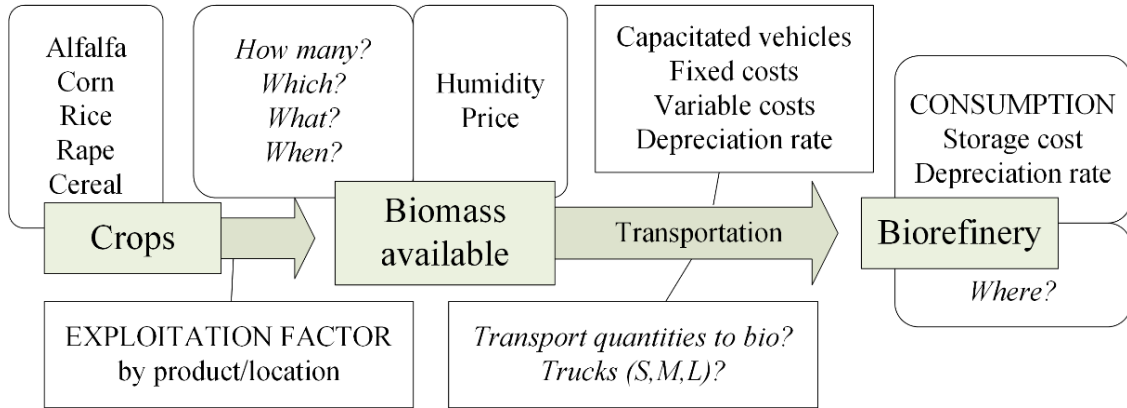 Alfalfa
Corn
Rice
Rape
Cereal
Crops
EXPLOITATION FACTOR
by product/location
How many?
Which?
What?
When?
Humidity
Price
Biomass
available
Capacitated vehicles
Fixed costs
Variable costs
Depreciation rate
Transportation
Transport quantities to bio?
Trucks (S,M,L)?
CONSUMPTION
Storage cost
Depreciation rate
Biorefinery
Where?